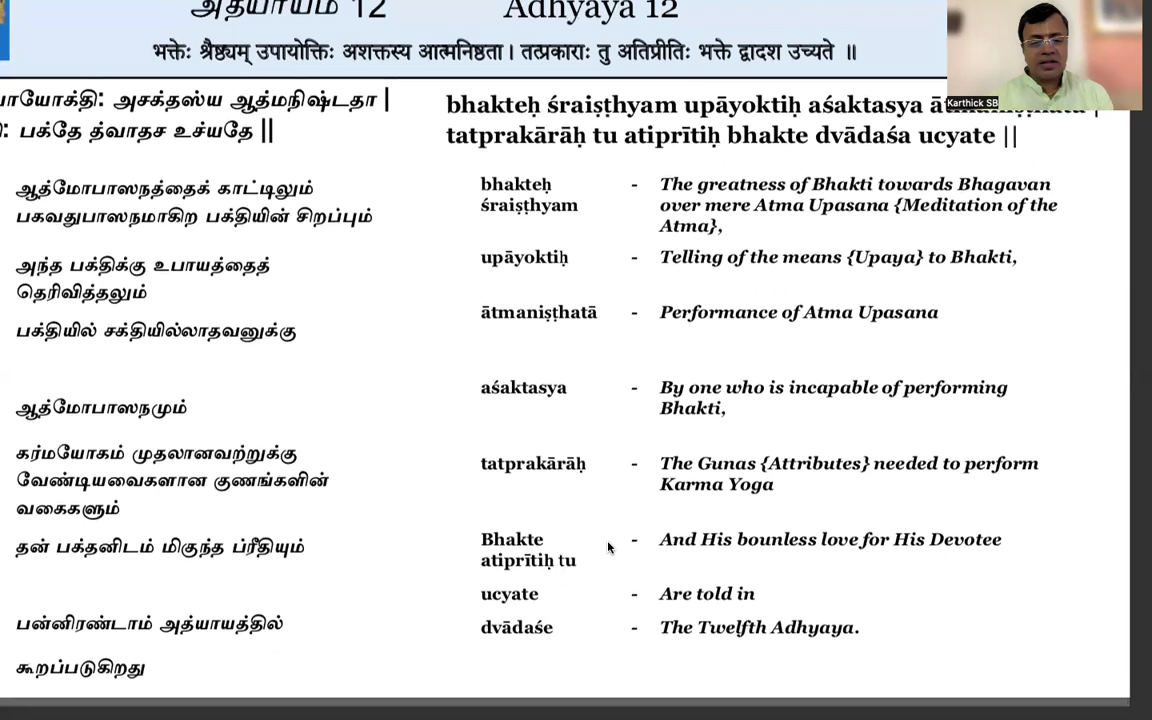 அத்யாயம் 12
Adhyaya 12
भक्तेः श्रैष्ठ्यम् उपायोक्तिः अशक्तस्य आत्मनिष्ठता। तत्प्रकाराः तु अतिप्रीतिः भक्ते द्वादश उच्यते ॥
Karthick SB
அசக்தஸ்ய ஆத்மநிஷ்டதா |
பக்தே த்வாதச உச்யதே ||
bhakteḥ śraiṣṭhyam upāyoktiḥ aśaktasya
tatprakārāḥ tu atiprītiḥ bhakte dvādaśa ucyate ||
ஆத்மோபாஸநத்தைக் காட்டிலும்
பகவதுபாஸநமாகிற பக்தியின் சிறப்பும்
அந்த பக்திக்கு உபாயத்தைத்
தெரிவித்தலும்
பக்தியில் சக்தியில்லாதவனுக்கு
ஆத்மோபாஸநமும்
கர்மயோகம் முதலானவற்றுக்கு
வேண்டியவைகளான குணங்களின்
வகைகளும்
தன் பக்தனிடம் மிகுந்த ப்ரீதியும்
பன்னிரண்டாம் அத்யாயத்தில்
கூறப்படுகிறது
bhakteḥ - The greatness of Bhakti towards Bhagavan
śraiṣṭhyam over mere Atma Upasana {Meditation of the
Atma},
upāyoktiḥ - Telling of the means {Upaya} to Bhakti,
ātmaniṣṭhatā - Performance of Atma Upasana
aśaktasya - By one who is incapable of performing
Bhakti,
tatprakārāḥ - The Gunas {Attributes} needed to perform
Karma Yoga
Bhakte - And His bounless love for His Devotee
atiprītiḥ tu
ucyate - Are told in
dvādaśe - The Twelfth Adhyaya.